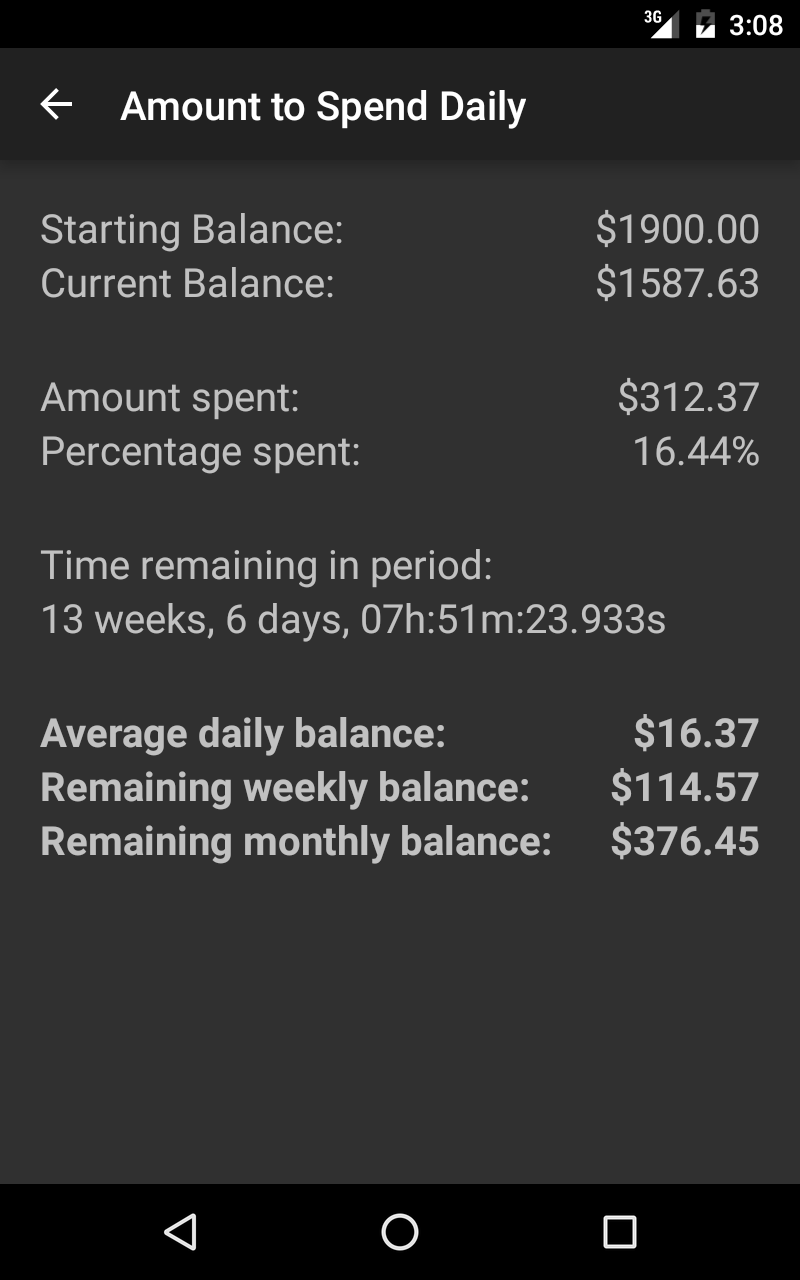 3G 3:08
Amount to Spend Daily
Starting Balance: $1900.00
Current Balance: $1587.63
Amount spent: $312.37
Percentage spent: 16.44%
Time remaining in period:
13 weeks, 6 days, 07h:51m:23.933s
Average daily balance: $16.37
Remaining weekly balance: $114.57
Remaining monthly balance: $376.45